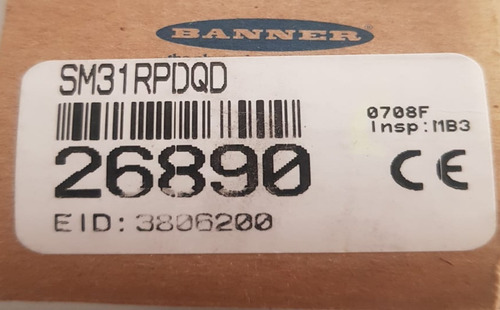 BANNER
SM31RPDQD
0708F
Insp:MB3
26890
CE
EID: 3806200